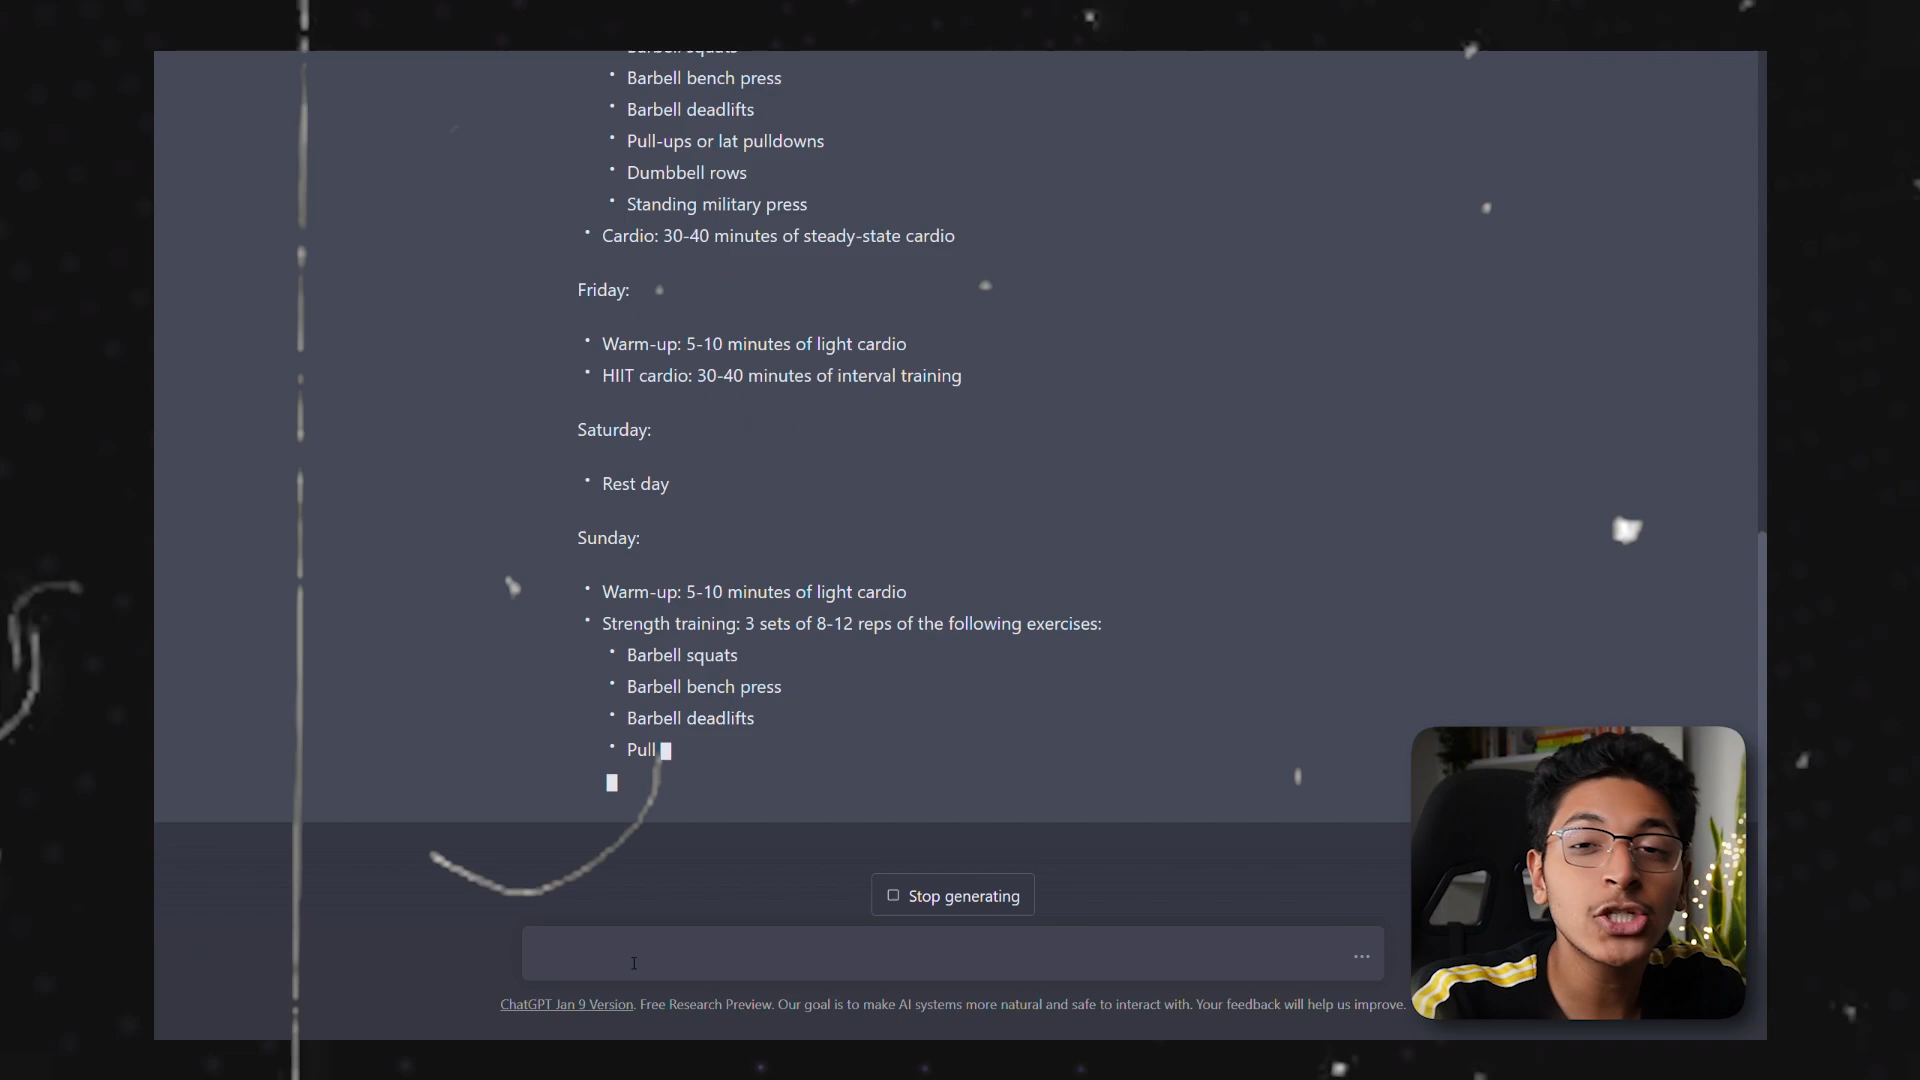 Barbell squats
Barbell bench press
Barbell deadlifts
Pull-ups or lat pulldowns
Dumbbell rows
Standing military press
Cardio: 30-40 minutes of steady-state cardio
Friday:
Warm-up: 5-10 minutes of light cardio
HIIT cardio: 30-40 minutes of interval training
Saturday:
Rest day
Sunday:
Warm-up: 5-10 minutes of light cardio
Strength training: 3 sets of 8-12 reps of the following exercises:
Barbell squats
Barbell bench press
Barbell deadlifts
Pull
Stop generating
ChatGPT Jan 9 Version. Free Research Preview. Our goal is to make AI systems more natural and safe to interact with. Your feedback will help us improve.